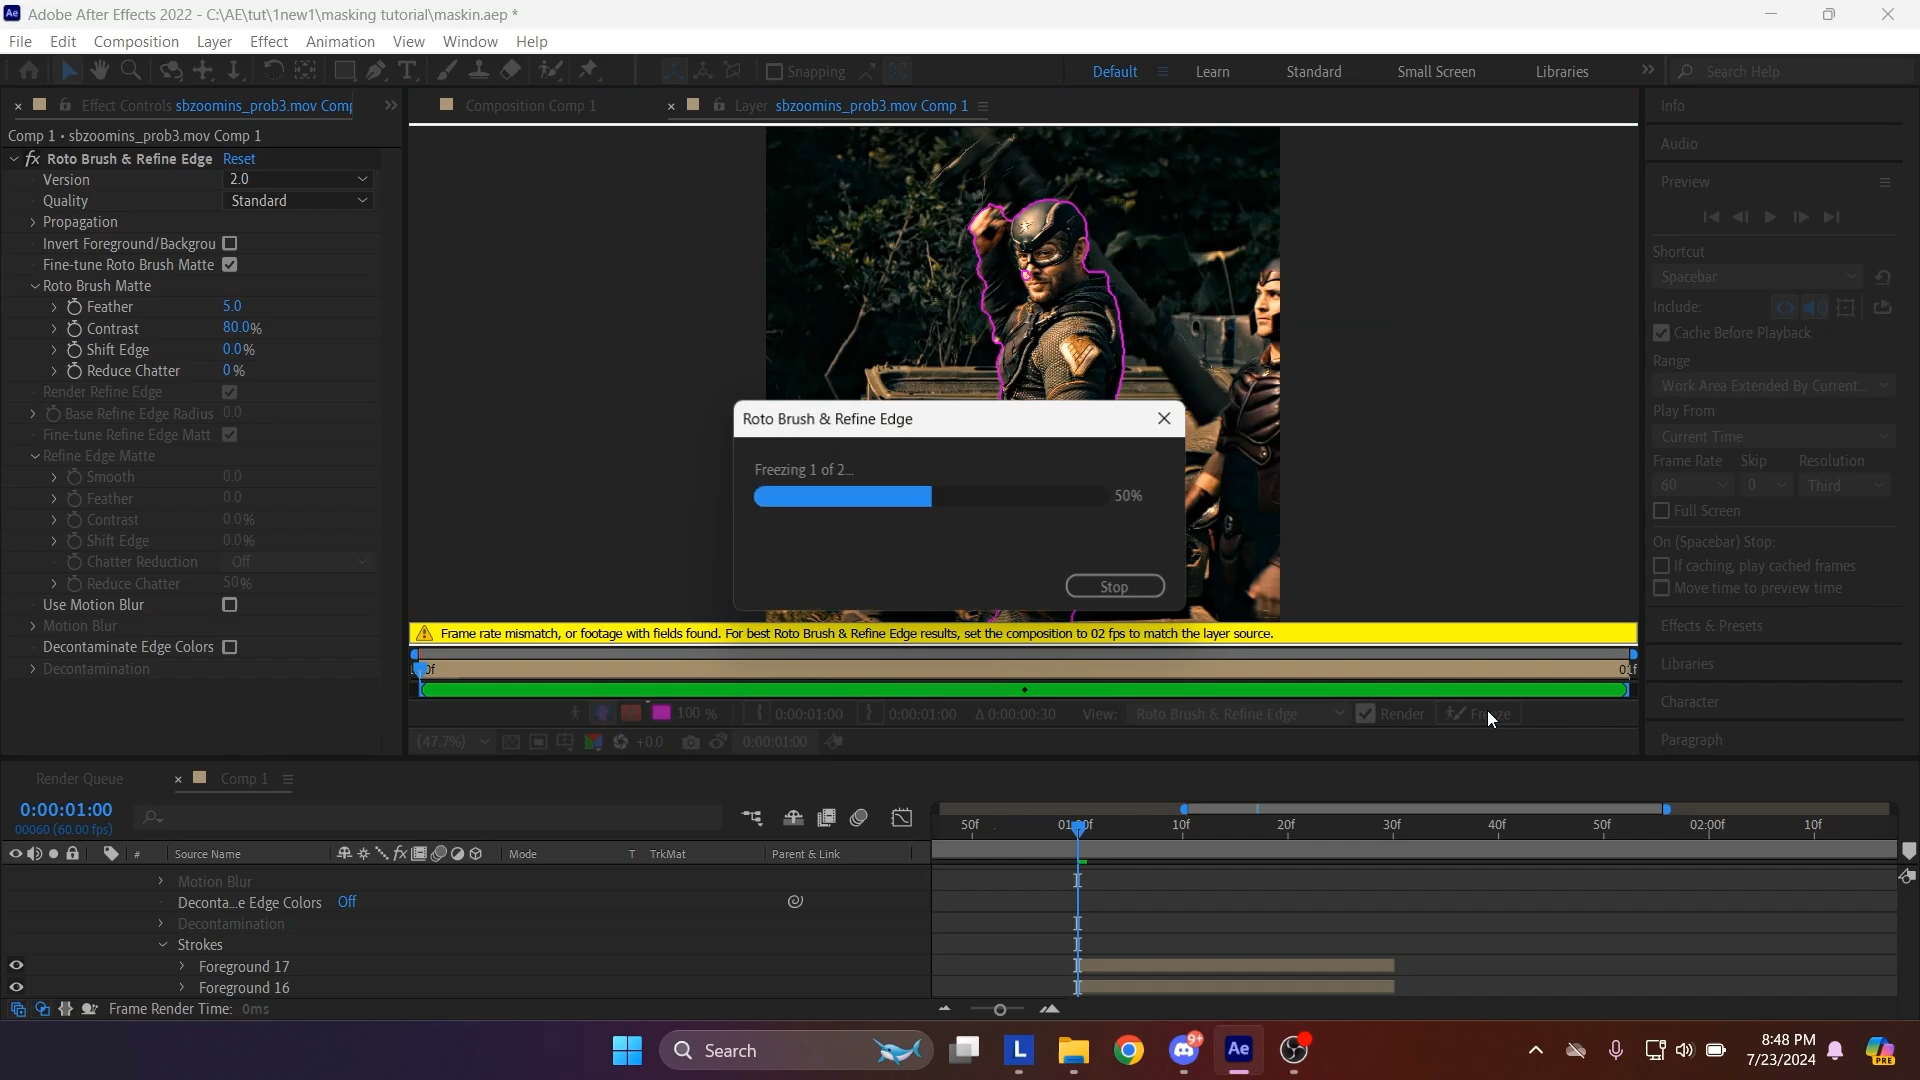 Adobe After Effects 2022 - C:\AE\tut\1new1\masking tutorial\maskin.aep *
File Edit Composition Layer Effect Animation View Window Help
Snapping
Default Learn Standard Small Screen Libraries Search Help
Effect Controls sbzoomins_prob3.mov Comp
Composition Comp 1
Layer sbzoomins_prob3.mov Comp 1
Comp 1 • sbzoomins_prob3.mov Comp 1
fx Roto Brush & Refine Edge Reset
Version 2.0
Quality Standard
Propagation
Invert Foreground/Backgrou
Fine-tune Roto Brush Matte
Roto Brush Matte
Feather 5.0
Contrast 80.0%
Shift Edge 0.0%
Reduce Chatter 0%
Render Refine Edge
Base Refine Edge Radius 0.0
Fine-tune Refine Edge Matt
Refine Edge Matte
Smooth 0.0
Feather 0.0
Contrast 0.0%
Shift Edge 0.0%
Chatter Reduction Off
Reduce Chatter 50%
Use Motion Blur
Motion Blur
Decontaminate Edge Colors
Decontamination
Roto Brush & Refine Edge
Freezing 1 of 2...
50%
Stop
Frame rate mismatch, or footage with fields found. For best Roto Brush & Refine Edge results, set the composition to 02 fps to match the layer source.
0f 01f
100 % 0:00:01:00 0:00:01:00 Δ 0:00:00:30 View: Roto Brush & Refine Edge Render Freeze
(47.7%) +0.0 0:00:01:00
Info
Audio
Preview
Shortcut
Spacebar
Include:
Cache Before Playback
Range
Work Area Extended By Current...
Play From
Current Time
Frame Rate Skip Resolution
60 0 Third
Full Screen
On (Spacebar) Stop:
If caching, play cached frames
Move time to preview time
Effects & Presets
Libraries
Character
Paragraph
Render Queue Comp 1
0:00:01:00
00060 (60.00 fps)
50f 01:00f 10f 20f 30f 40f 50f 02:00f 10f
# Source Name fx Mode T TrkMat Parent & Link
Motion Blur
Deconta...e Edge Colors Off
Decontamination
Strokes
Foreground 17
Foreground 16
Frame Render Time: 0ms
Search
L
9+
Ae
8:48 PM
7/23/2024
PRE